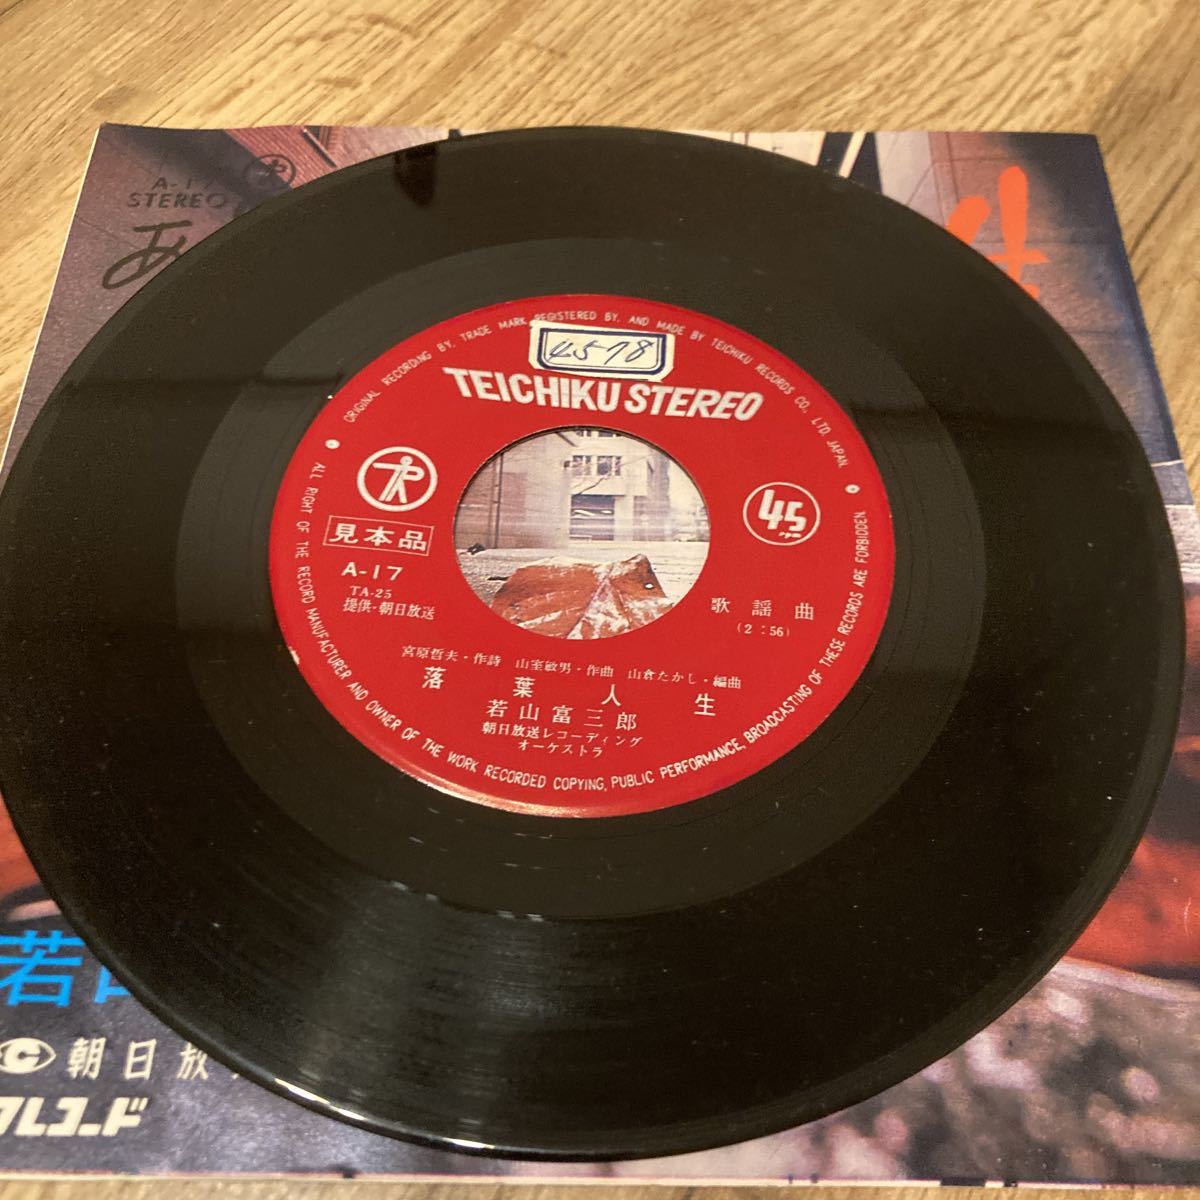 A-17
STEREO
あ
ORIGINAL RECORDING BY, TRADE MARK REGISTERED BY, AND MADE BY TEICHIKU RECORDS CO., LTD. JAPAN.
4578
TEICHIKU STEREO
見本品
45
rpm
A-17
TA-25
提供・朝日放送
歌謡曲
(2:56)
宮原哲夫・作詩 山室敏男・作曲 山倉たかし・編曲
落葉人生
若山富三郎
朝日放送レコーディング
オーケストラ
ALL RIGHT OF THE RECORD MANUFACTURER AND OWNER OF THE WORK RECORDED COPYING, PUBLIC PERFORMANCE, BROADCASTING OF THESE RECORDS ARE FORBIDDEN.
若山
朝日放
レコード